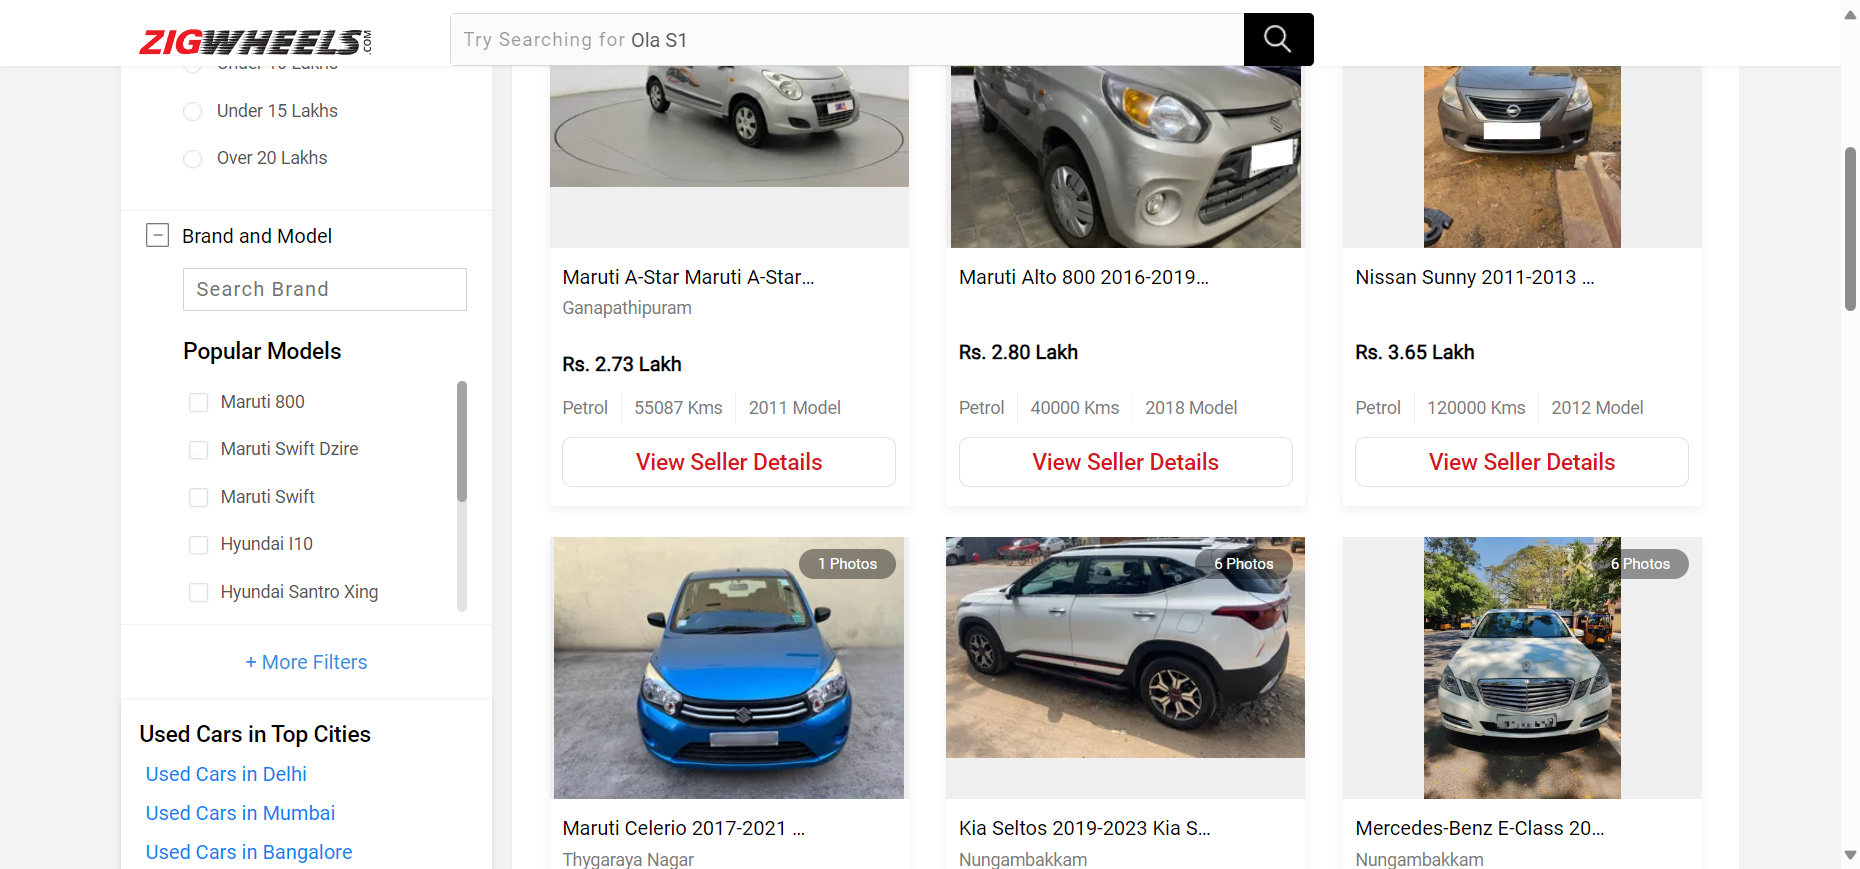 ZIGWHEELS.COM
Try Searching for Ola S1
Under 15 Lakhs
Over 20 Lakhs
Brand and Model
Search Brand
Popular Models
Maruti 800
Maruti Swift Dzire
Maruti Swift
Hyundai I10
Hyundai Santro Xing
+ More Filters
Used Cars in Top Cities
Used Cars in Delhi
Used Cars in Mumbai
Used Cars in Bangalore
Maruti A-Star Maruti A-Star...
Ganapathipuram
Rs. 2.73 Lakh
Petrol 55087 Kms 2011 Model
View Seller Details
Maruti Alto 800 2016-2019...
Rs. 2.80 Lakh
Petrol 40000 Kms 2018 Model
View Seller Details
Nissan Sunny 2011-2013 ...
Rs. 3.65 Lakh
Petrol 120000 Kms 2012 Model
View Seller Details
1 Photos
Maruti Celerio 2017-2021 ...
Thygaraya Nagar
6 Photos
Kia Seltos 2019-2023 Kia S...
Nungambakkam
6 Photos
Mercedes-Benz E-Class 20...
Nungambakkam